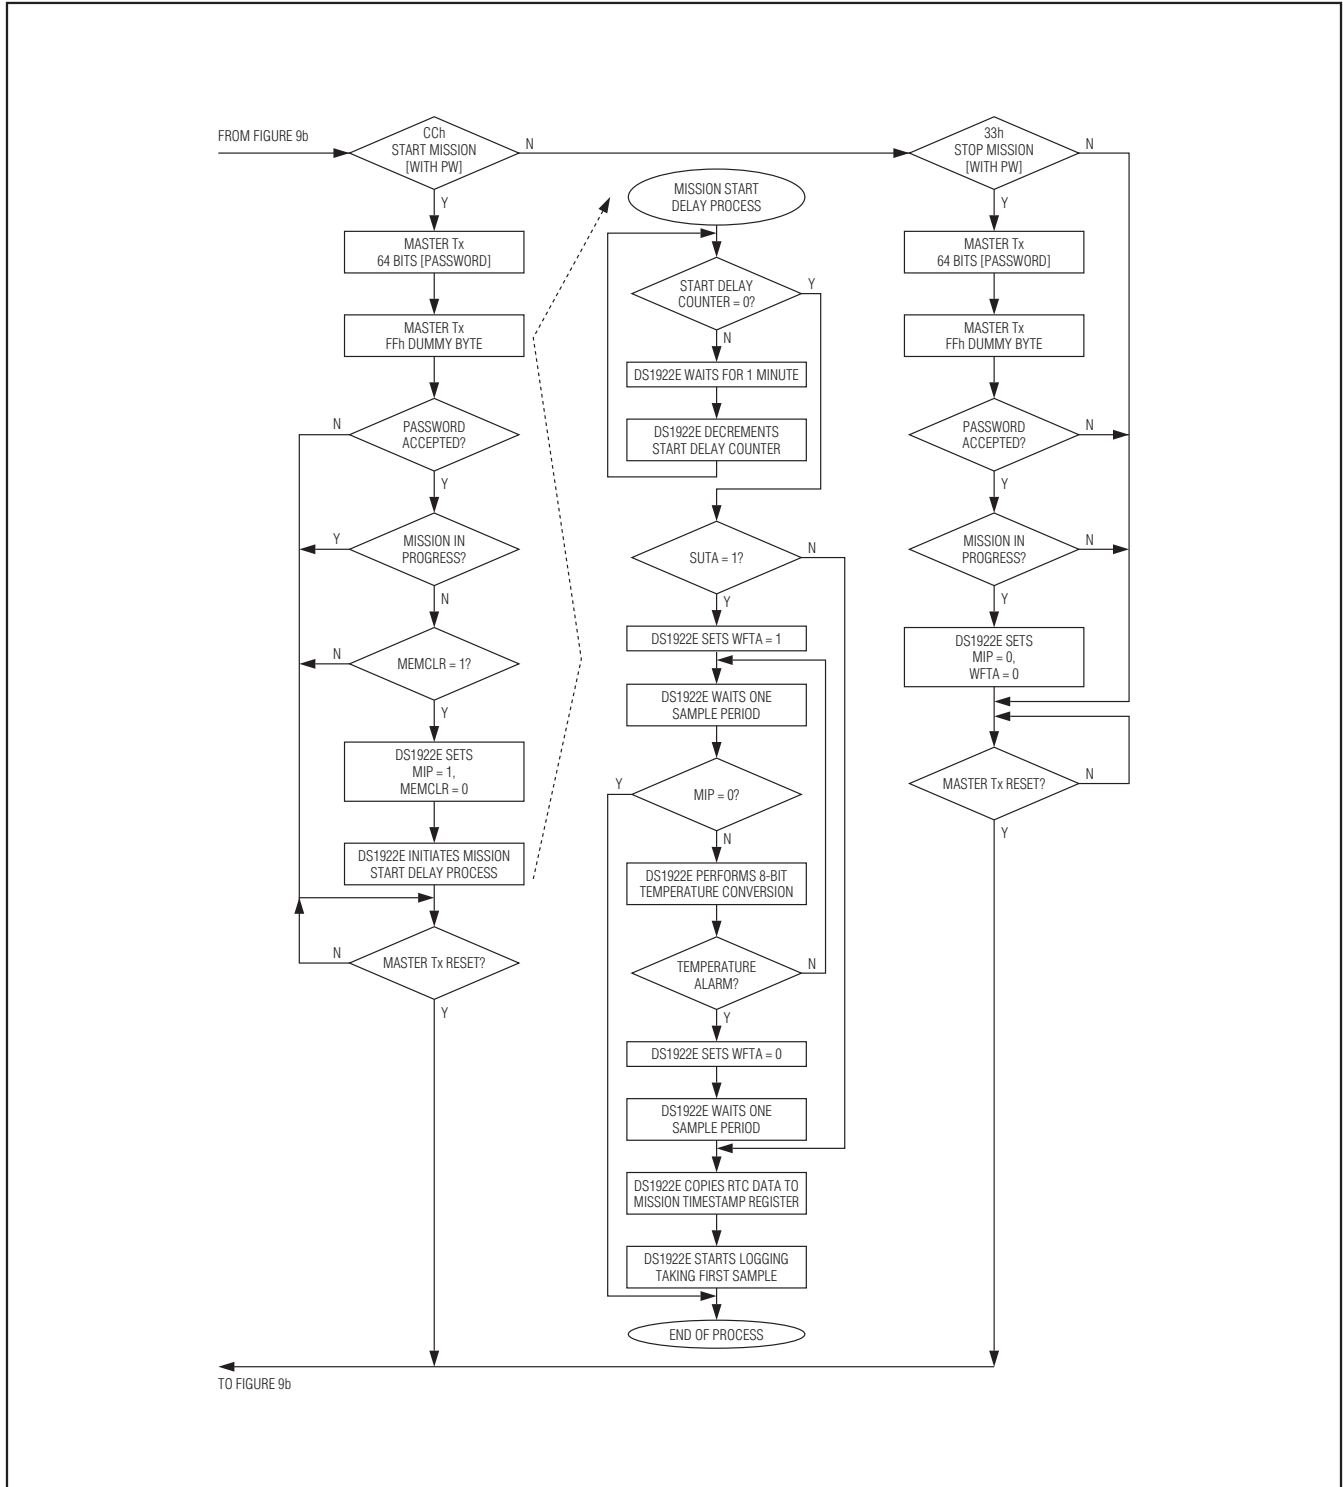 FROM FIGURE 9b
CCh
START MISSION
[WITH PW]
N
Y
MASTER Tx
64 BITS [PASSWORD]
MASTER Tx
FFh DUMMY BYTE
N
PASSWORD
ACCEPTED?
Y
Y
MISSION IN
PROGRESS?
N
N
MEMCLR = 1?
Y
DS1922E SETS
MIP = 1,
MEMCLR = 0
DS1922E INITIATES MISSION
START DELAY PROCESS
N
MASTER Tx RESET?
Y
MISSION START
DELAY PROCESS
START DELAY
COUNTER = 0?
Y
N
DS1922E WAITS FOR 1 MINUTE
DS1922E DECREMENTS
START DELAY COUNTER
SUTA = 1?
N
Y
DS1922E SETS WFTA = 1
DS1922E WAITS ONE
SAMPLE PERIOD
Y
MIP = 0?
N
DS1922E PERFORMS 8-BIT
TEMPERATURE CONVERSION
TEMPERATURE
ALARM?
N
Y
DS1922E SETS WFTA = 0
DS1922E WAITS ONE
SAMPLE PERIOD
DS1922E COPIES RTC DATA TO
MISSION TIMESTAMP REGISTER
DS1922E STARTS LOGGING
TAKING FIRST SAMPLE
END OF PROCESS
33h
STOP MISSION
[WITH PW]
N
Y
MASTER Tx
64 BITS [PASSWORD]
MASTER Tx
FFh DUMMY BYTE
PASSWORD
ACCEPTED?
N
Y
MISSION IN
PROGRESS?
N
Y
DS1922E SETS
MIP = 0,
WFTA = 0
MASTER Tx RESET?
N
Y
TO FIGURE 9b